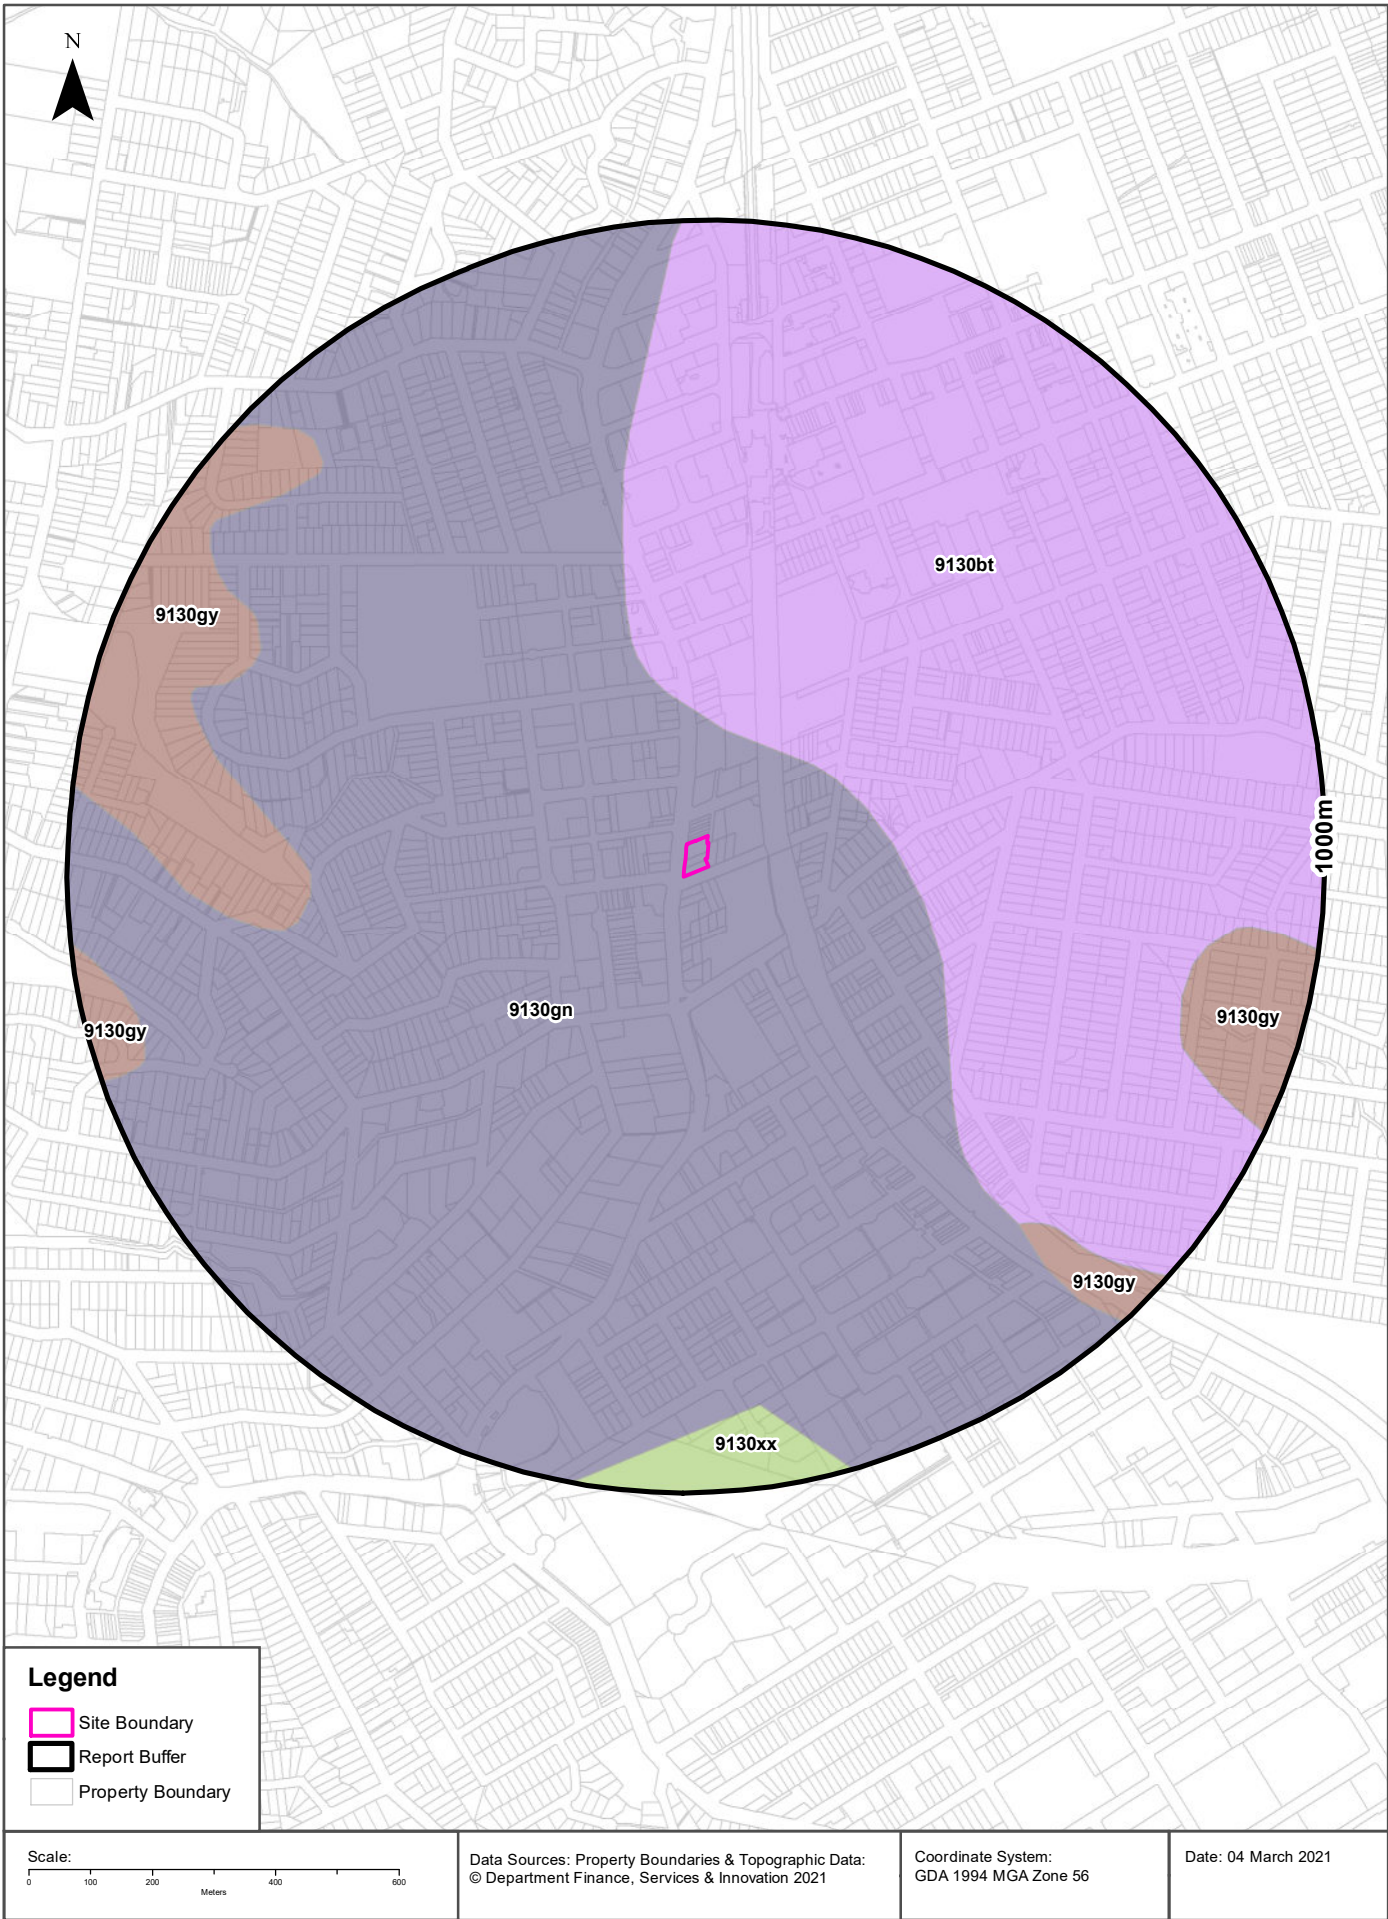 N
9130bt
9130gy
1000m
9130gn
9130gy
9130gy
9130gy
9130xx
Legend
Site Boundary
Report Buffer
Property Boundary
Scale:
0 100 200 400 600
Meters
Data Sources: Property Boundaries & Topographic Data:
© Department Finance, Services & Innovation 2021
Coordinate System:
GDA 1994 MGA Zone 56
Date: 04 March 2021